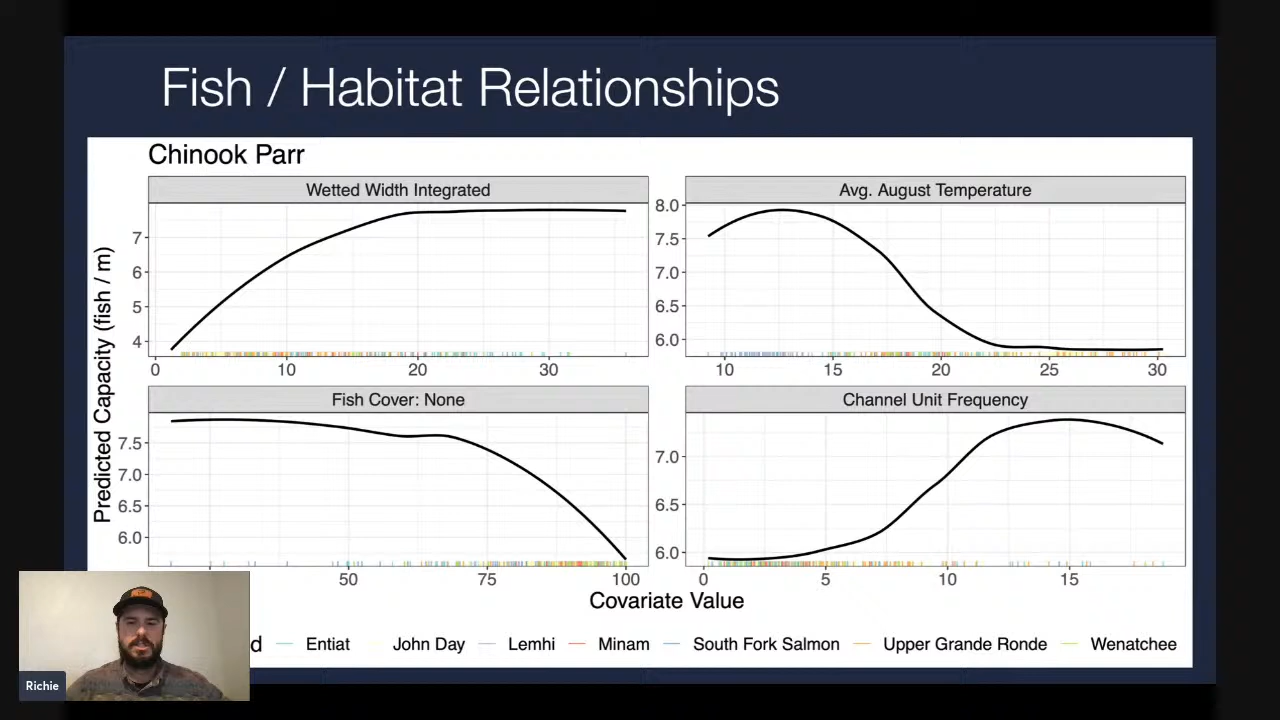 Fish / Habitat Relationships
Chinook Parr
Wetted Width Integrated
Avg. August Temperature
7
6
5
4
0 10 20 30
8.0
7.5
7.0
6.5
6.0
10 15 20 25 30
Predicted Capacity (fish / m)
Fish Cover: None
Channel Unit Frequency
7.5
7.0
6.5
6.0
50 75 100
7.0
6.5
6.0
0 5 10 15
Covariate Value
d Entiat John Day Lemhi Minam South Fork Salmon Upper Grande Ronde Wenatchee
Richie